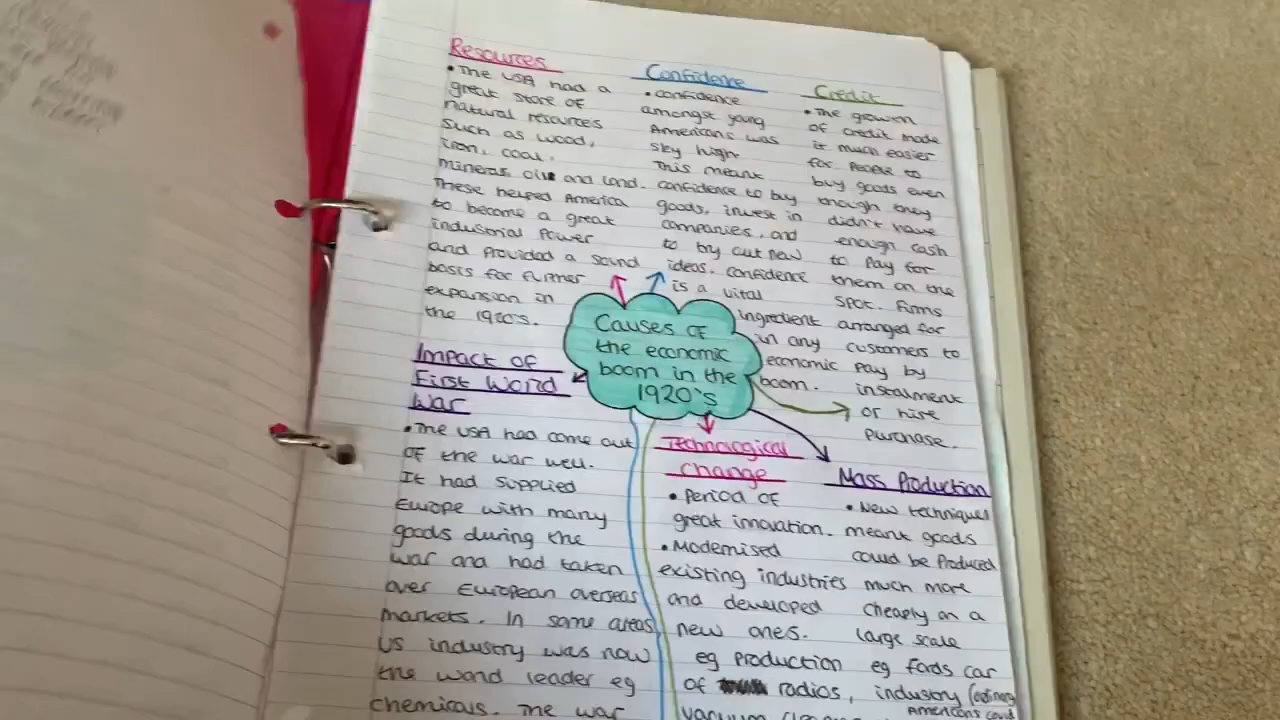 Resources
•The USA had a
great store of
natural resources
such as wood,
iron, coal,
minerals, oil and land.
These helped America
to become a great
industrial power
and provided a sound
basis for further
expansion in
the 1920's.
Confidence
•confidence
amongst young
Americans was
sky high
This meant
confidence to buy
goods, invest in
companies, and
to try out new
ideas. Confidence
is a vital
ingredient
in any
economic
boom.
Credit
•The growth
of credit made
it much easier
for people to
buy goods even
though they
didn't have
enough cash
to pay for
them on the
spot. Firms
arranged for
customers to
pay by
instalment
or hire
purchase.
Causes of
the economic
boom in the
1920's
Impact of
First World
War
•The USA had come out
of the war well.
It had supplied
Europe with many
goods during the
war and had taken
over European overseas
markets. In some areas
US industry was now
the world leader eg
chemicals. The war
Technological
change
•Period of
great innovation.
•Modernised
existing industries
and developed
new ones.
eg production
of radios,
vacuum
Mass Production
•New techniques
meant goods
could be produced
much more
cheaply on a
large scale
eg fords car
industry (ordinary
Americans could